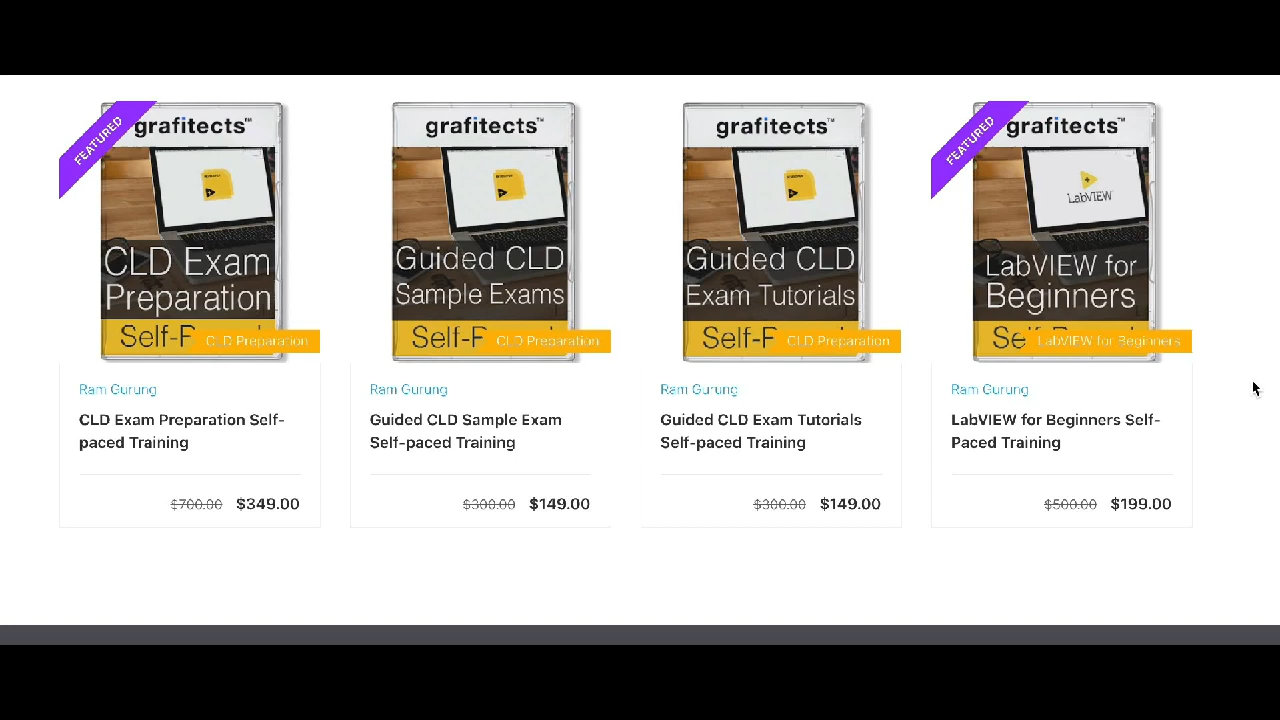 FEATURED
grafitects™
CLD Exam
Preparation
Self-P
CLD Preparation
Ram Gurung
CLD Exam Preparation Self-
paced Training
$700.00 $349.00
grafitects™
Guided CLD
Sample Exams
Self-P
CLD Preparation
Ram Gurung
Guided CLD Sample Exam
Self-paced Training
$300.00 $149.00
grafitects™
Guided CLD
Exam Tutorials
Self-P
CLD Preparation
Ram Gurung
Guided CLD Exam Tutorials
Self-paced Training
$300.00 $149.00
FEATURED
grafitects™
LabVIEW
LabVIEW for
Beginners
Se
LabVIEW for Beginners
Ram Gurung
LabVIEW for Beginners Self-
Paced Training
$500.00 $199.00